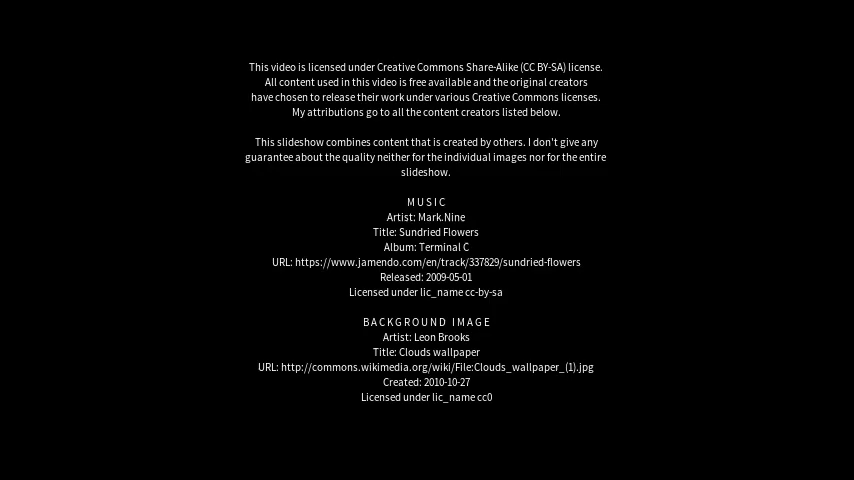 This video is licensed under Creative Commons Share-Alike (CC BY-SA) license.
All content used in this video is free available and the original creators
have chosen to release their work under various Creative Commons licenses.
My attributions go to all the content creators listed below.
This slideshow combines content that is created by others. I don't give any
guarantee about the quality neither for the individual images nor for the entire
slideshow.
M U S I C
Artist: Mark.Nine
Title: Sundried Flowers
Album: Terminal C
URL: https://www.jamendo.com/en/track/337829/sundried-flowers
Released: 2009-05-01
Licensed under lic_name cc-by-sa
B A C K G R O U N D   I M A G E
Artist: Leon Brooks
Title: Clouds wallpaper
URL: http://commons.wikimedia.org/wiki/File:Clouds_wallpaper_(1).jpg
Created: 2010-10-27
Licensed under lic_name cc0